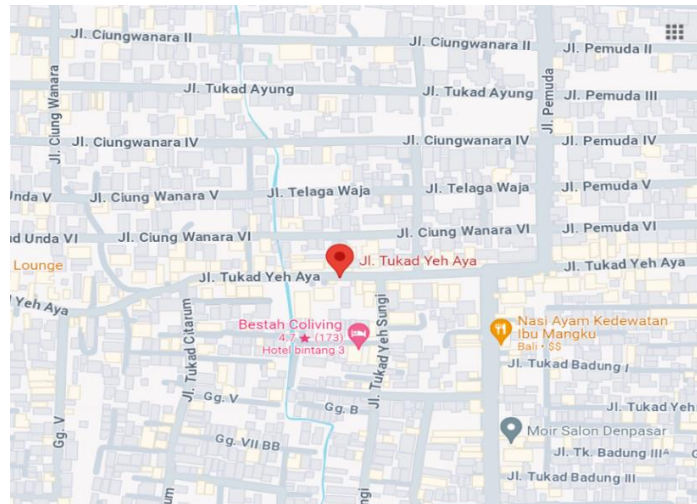 Jl. Ciungwanara II
Jl. Ciungwanara II
Jl. Pemuda II
Jl. Ciung Wanara
Jl. Tukad Ayung
Jl. Tukad Ayung
Jl. Pemuda III
Jl. Pemuda
Jl. Ciungwanara IV
Jl. Ciungwanara IV
Jl. Pemuda IV
Unda V
Jl. Ciung Wanara V
Jl. Telaga Waja
Jl. Telaga Waja
Jl. Pemuda V
ad Unda VI
Jl. Ciung Wanara VI
Jl. Ciung Wanara VI
Jl. Pemuda VI
Lounge
Jl. Tukad Yeh Aya
Jl. Tukad Yeh Aya
Jl. Tukad Yeh Aya
d Yeh Aya
Jl. Tukad Citarum
Jl. Tukad Yeh Sungi
Bestah Coliving
4,7 ★ (173)
Hotel bintang 3
Nasi Ayam Kedewatan
Ibu Mangku
Bali • $$
Jl. Tukad Badung I
Gg. V
Gg. V
Gg. B
Jl. Tukad Yeh
Gg. VII BB
Moir Salon Denpasar
Jl. Tk. Badung IIIA
Jl. Tukad Badung III